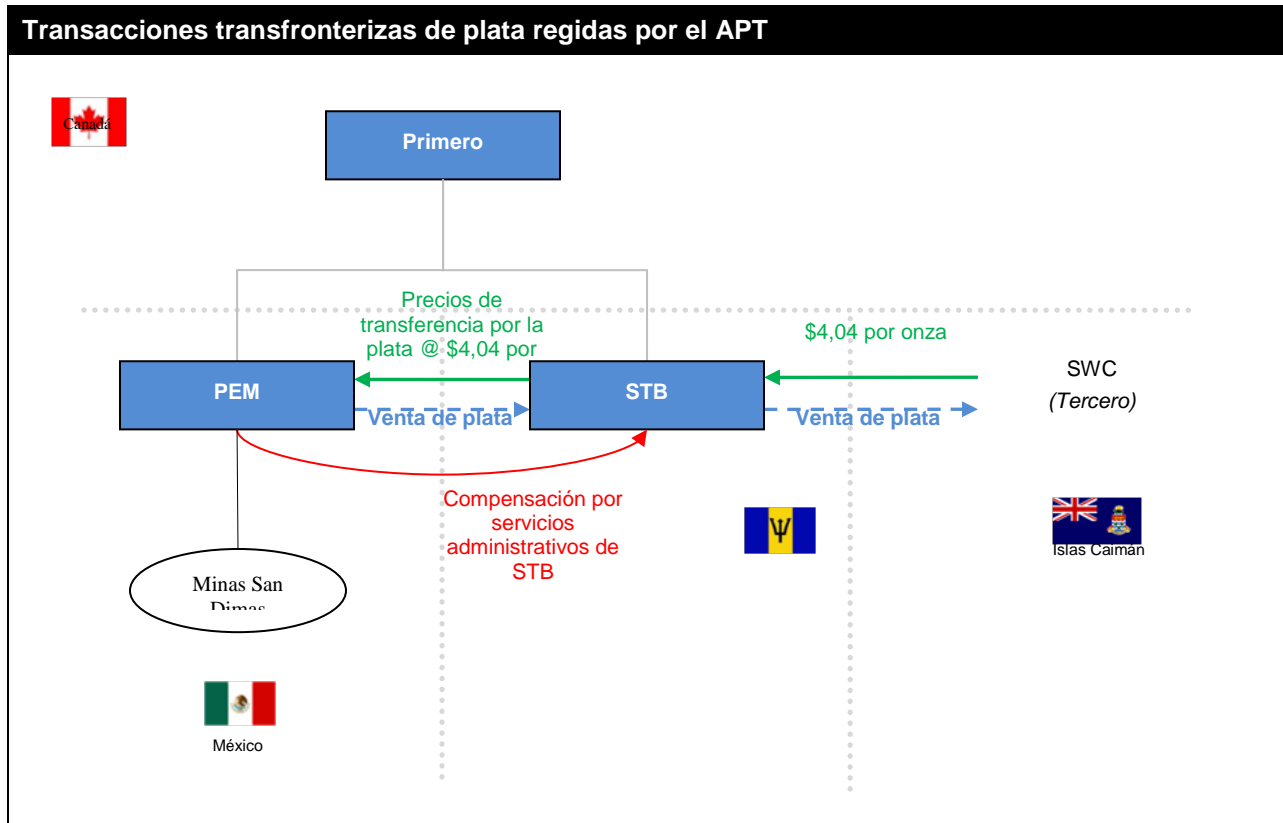 Transacciones transfronterizas de plata regidas por el APT
Canadá
Primero
Precios de
transferencia por la
plata @ $4,04 por
$4,04 por onza
PEM
STB
SWC
(Tercero)
Venta de plata
Venta de plata
Compensación por
servicios
administrativos de
STB
Islas Caimán
Minas San
Dimas
México